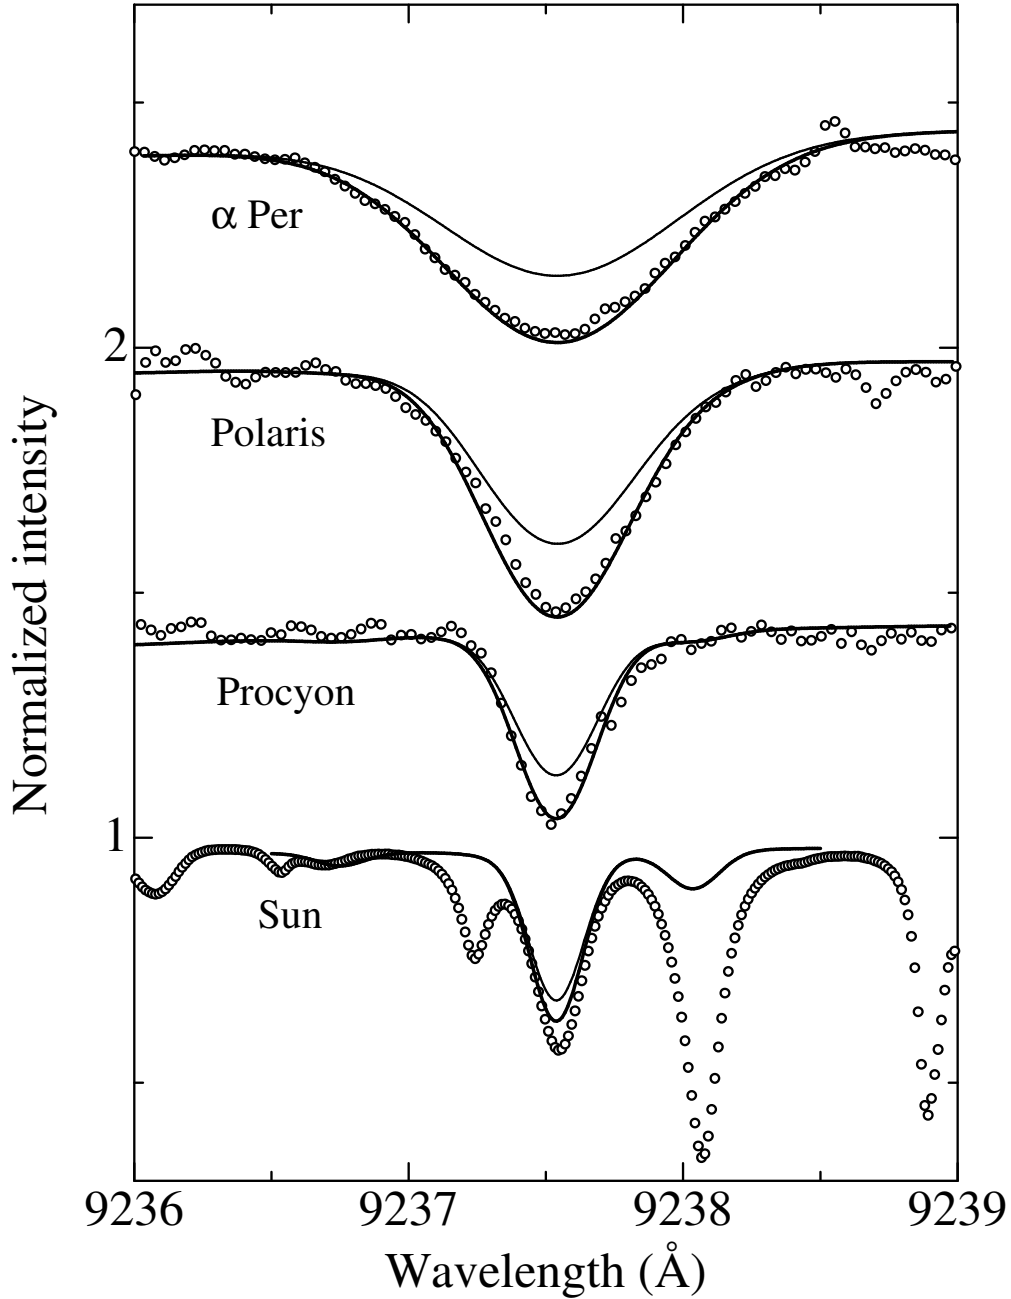 α Per
2
Polaris
Procyon
1
Sun
Normalized intensity
9236 9237 9238 9239
Wavelength (Å)